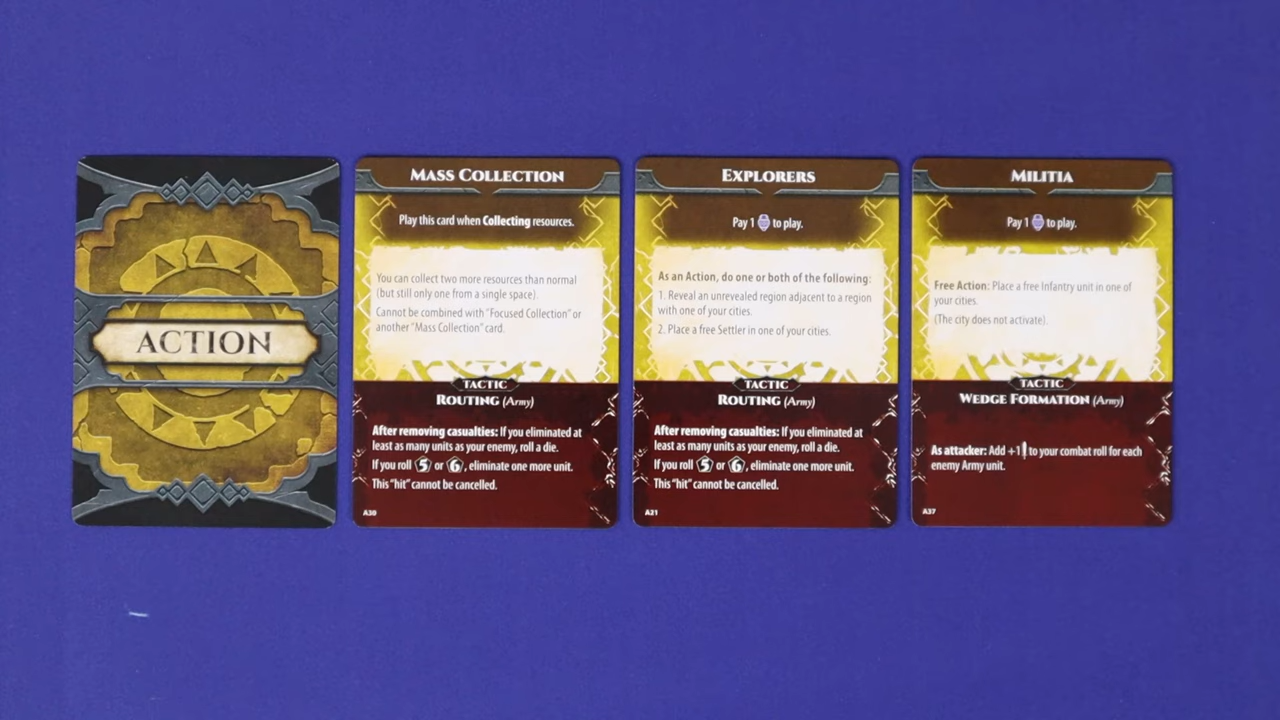 ACTION
MASS COLLECTION
Play this card when Collecting resources.
You can collect two more resources than normal
(but still only one from a single space).
Cannot be combined with "Focused Collection" or
another "Mass Collection" card.
TACTIC
ROUTING (Army)
After removing casualties: If you eliminated at
least as many units as your enemy, roll a die.
If you roll 5 or 6, eliminate one more unit.
This "hit" cannot be cancelled.
A30
EXPLORERS
Pay 1 to play.
As an Action, do one or both of the following:
1. Reveal an unrevealed region adjacent to a region
with one of your cities.
2. Place a free Settler in one of your cities.
TACTIC
ROUTING (Army)
After removing casualties: If you eliminated at
least as many units as your enemy, roll a die.
If you roll 5 or 6, eliminate one more unit.
This "hit" cannot be cancelled.
A21
MILITIA
Pay 1 to play.
Free Action: Place a free Infantry unit in one of
your cities.
(The city does not activate).
TACTIC
WEDGE FORMATION (Army)
As attacker: Add +1 to your combat roll for each
enemy Army unit.
A37